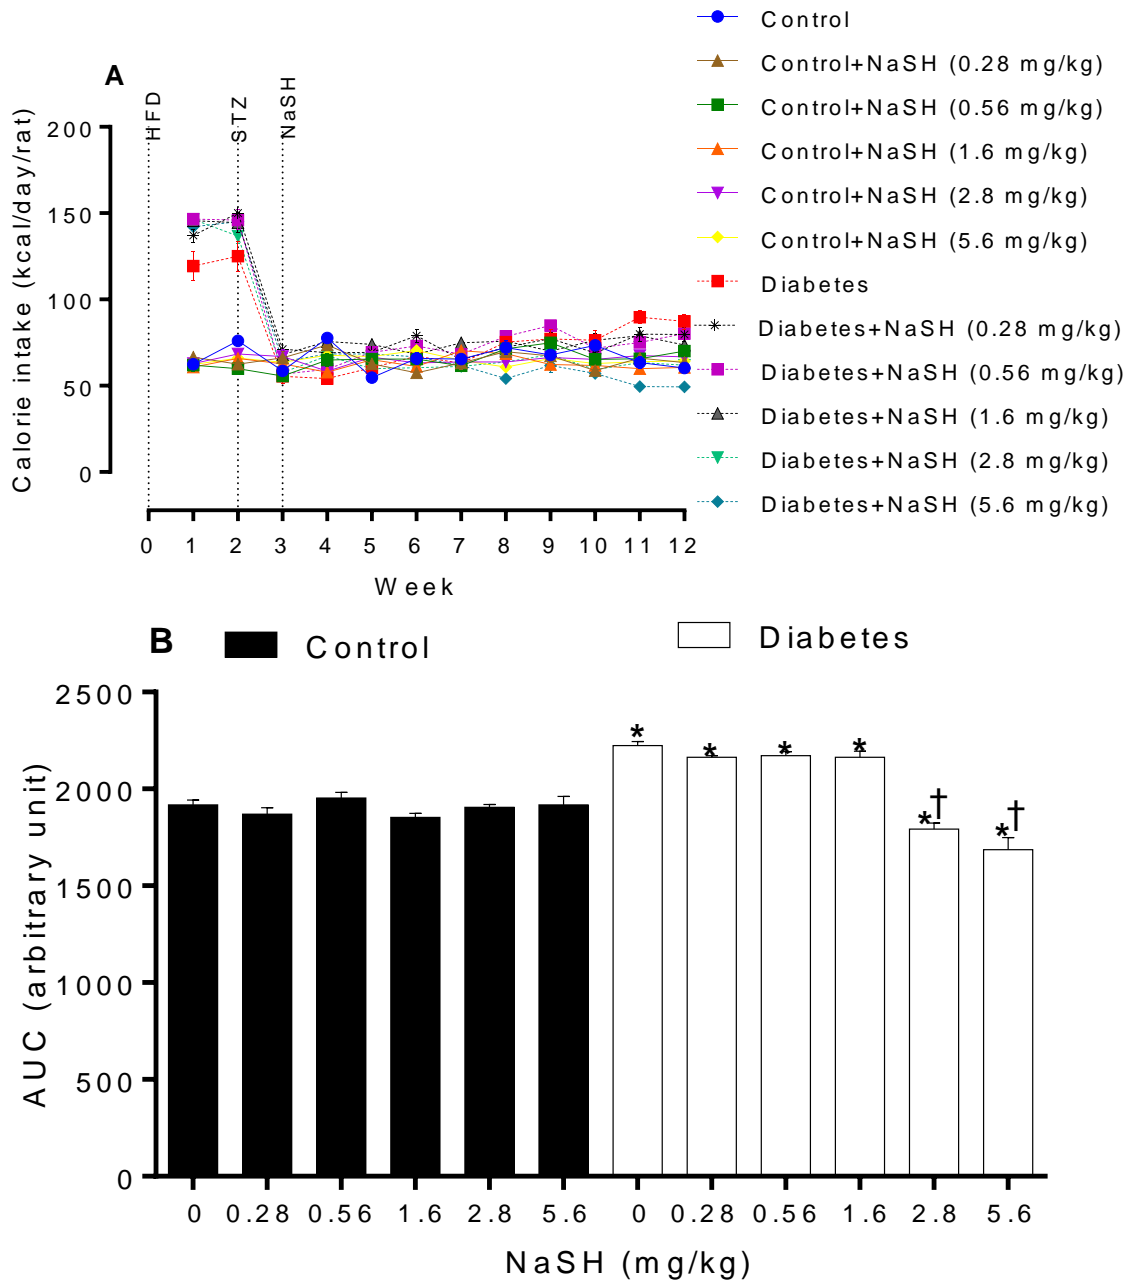 A
HFD
STZ
NaSH
Calorie intake (kcal/day/rat)
200
150
100
50
0
0 1 2 3 4 5 6 7 8 9 10 11 12
Week
Control
Control+NaSH (0.28 mg/kg)
Control+NaSH (0.56 mg/kg)
Control+NaSH (1.6 mg/kg)
Control+NaSH (2.8 mg/kg)
Control+NaSH (5.6 mg/kg)
Diabetes
Diabetes+NaSH (0.28 mg/kg)
Diabetes+NaSH (0.56 mg/kg)
Diabetes+NaSH (1.6 mg/kg)
Diabetes+NaSH (2.8 mg/kg)
Diabetes+NaSH (5.6 mg/kg)
B
Control
Diabetes
AUC (arbitrary unit)
2500
2000
1500
1000
500
0
* * * * *† *†
0 0.28 0.56 1.6 2.8 5.6 0 0.28 0.56 1.6 2.8 5.6
NaSH (mg/kg)